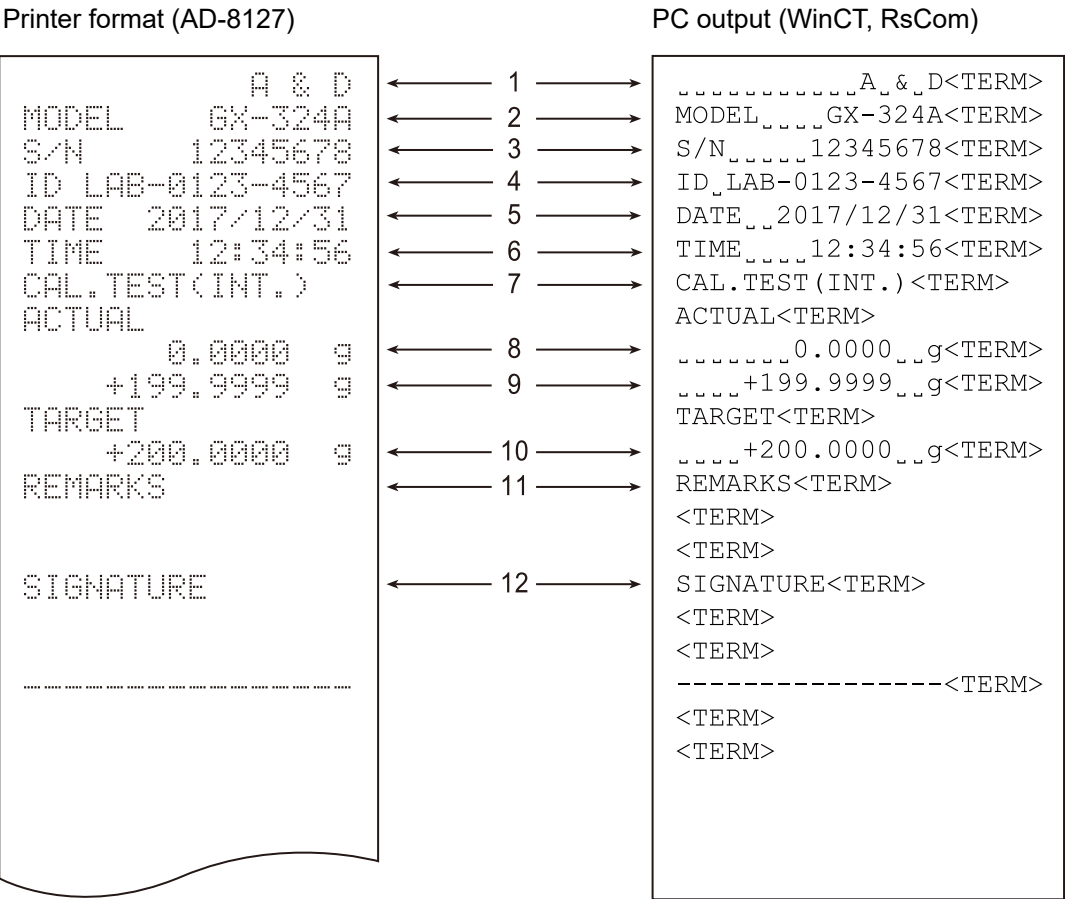 Printer format (AD-8127)
A & D
MODEL GX-324A
S/N 12345678
ID LAB-0123-4567
DATE 2017/12/31
TIME 12:34:56
CAL.TEST(INT.)
ACTUAL
0.0000 g
+199.9999 g
TARGET
+200.0000 g
REMARKS
SIGNATURE
----------------
1
2
3
4
5
6
7
8
9
10
11
12
PC output (WinCT, RsCom)
␣␣␣␣␣␣␣␣␣␣␣A␣&␣D<TERM>
MODEL␣␣␣␣GX-324A<TERM>
S/N␣␣␣␣␣12345678<TERM>
ID␣LAB-0123-4567<TERM>
DATE␣␣2017/12/31<TERM>
TIME␣␣␣␣12:34:56<TERM>
CAL.TEST(INT.)<TERM>
ACTUAL<TERM>
␣␣␣␣␣␣␣0.0000␣␣g<TERM>
␣␣␣␣+199.9999␣␣g<TERM>
TARGET<TERM>
␣␣␣␣+200.0000␣␣g<TERM>
REMARKS<TERM>
<TERM>
<TERM>
SIGNATURE<TERM>
<TERM>
<TERM>
----------------<TERM>
<TERM>
<TERM>